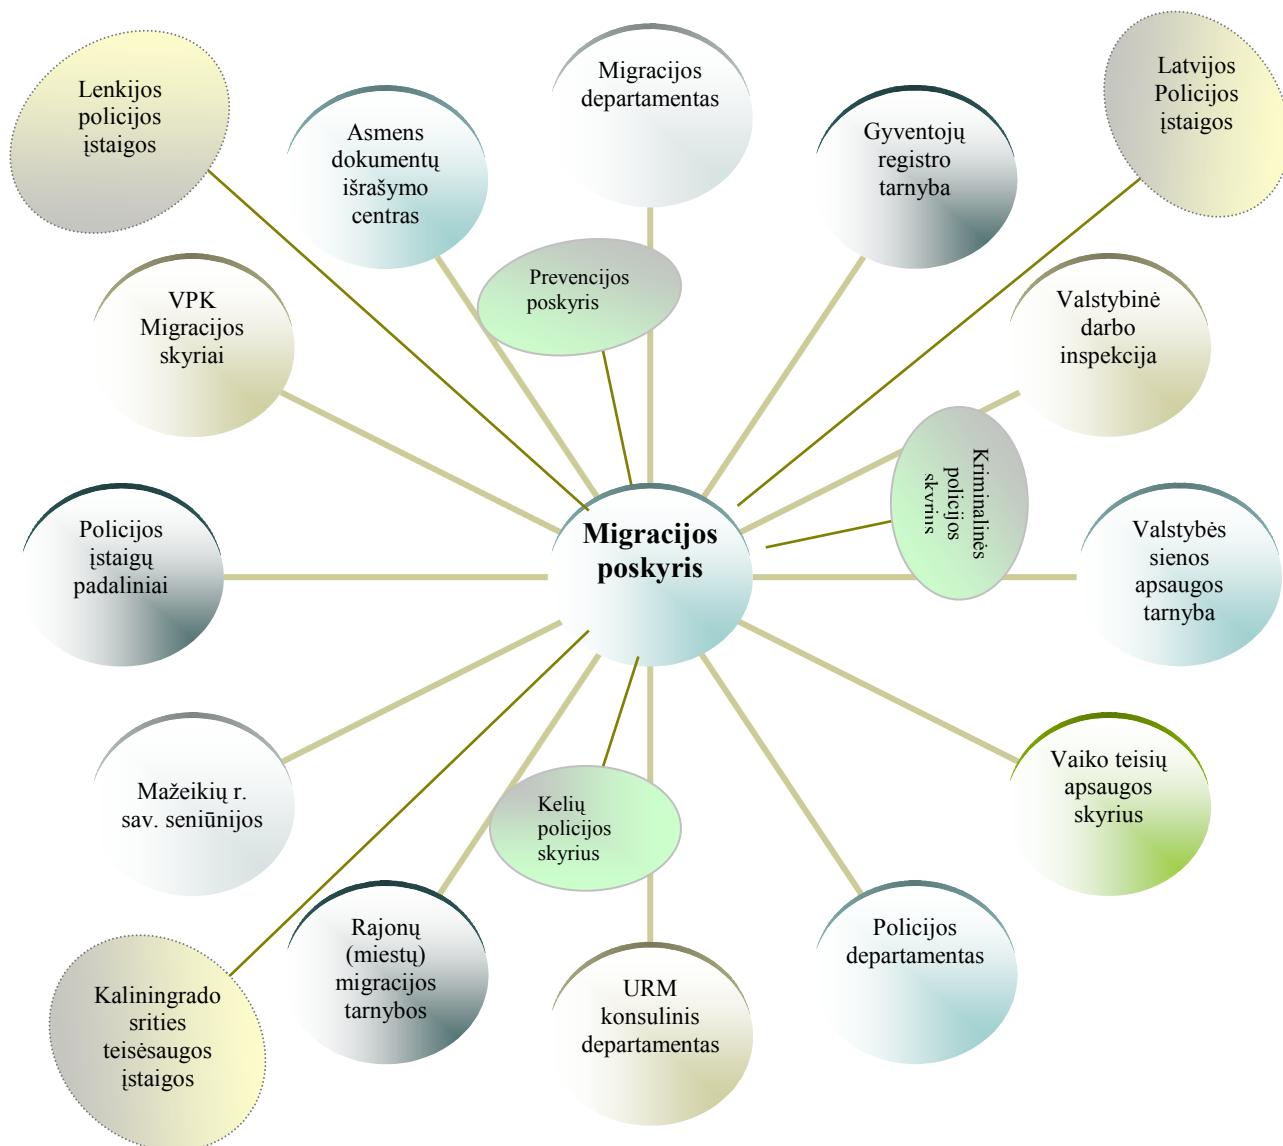 Lenkijos
policijos
įstaigos
Asmens
dokumentų
išrašymo
centras
Migracijos
departamentas
Gyventojų
registro
tarnyba
Latvijos
Policijos
įstaigos
VPK
Migracijos
skyriai
Prevencijos
poskyris
Valstybinė
darbo
inspekcija
Policijos
įstaigų
padaliniai
Migracijos
poskyris
Kriminalinės
policijos
skyrius
Valstybės
sienos
apsaugos
tarnyba
Mažeikių r.
sav. seniūnijos
Kelių
policijos
skyrius
Vaiko teisių
apsaugos
skyrius
Kaliningrado
srities
teisėsaugos
įstaigos
Rajonų
(miestų)
migracijos
tarnybos
URM
konsulinis
departamentas
Policijos
departamentas